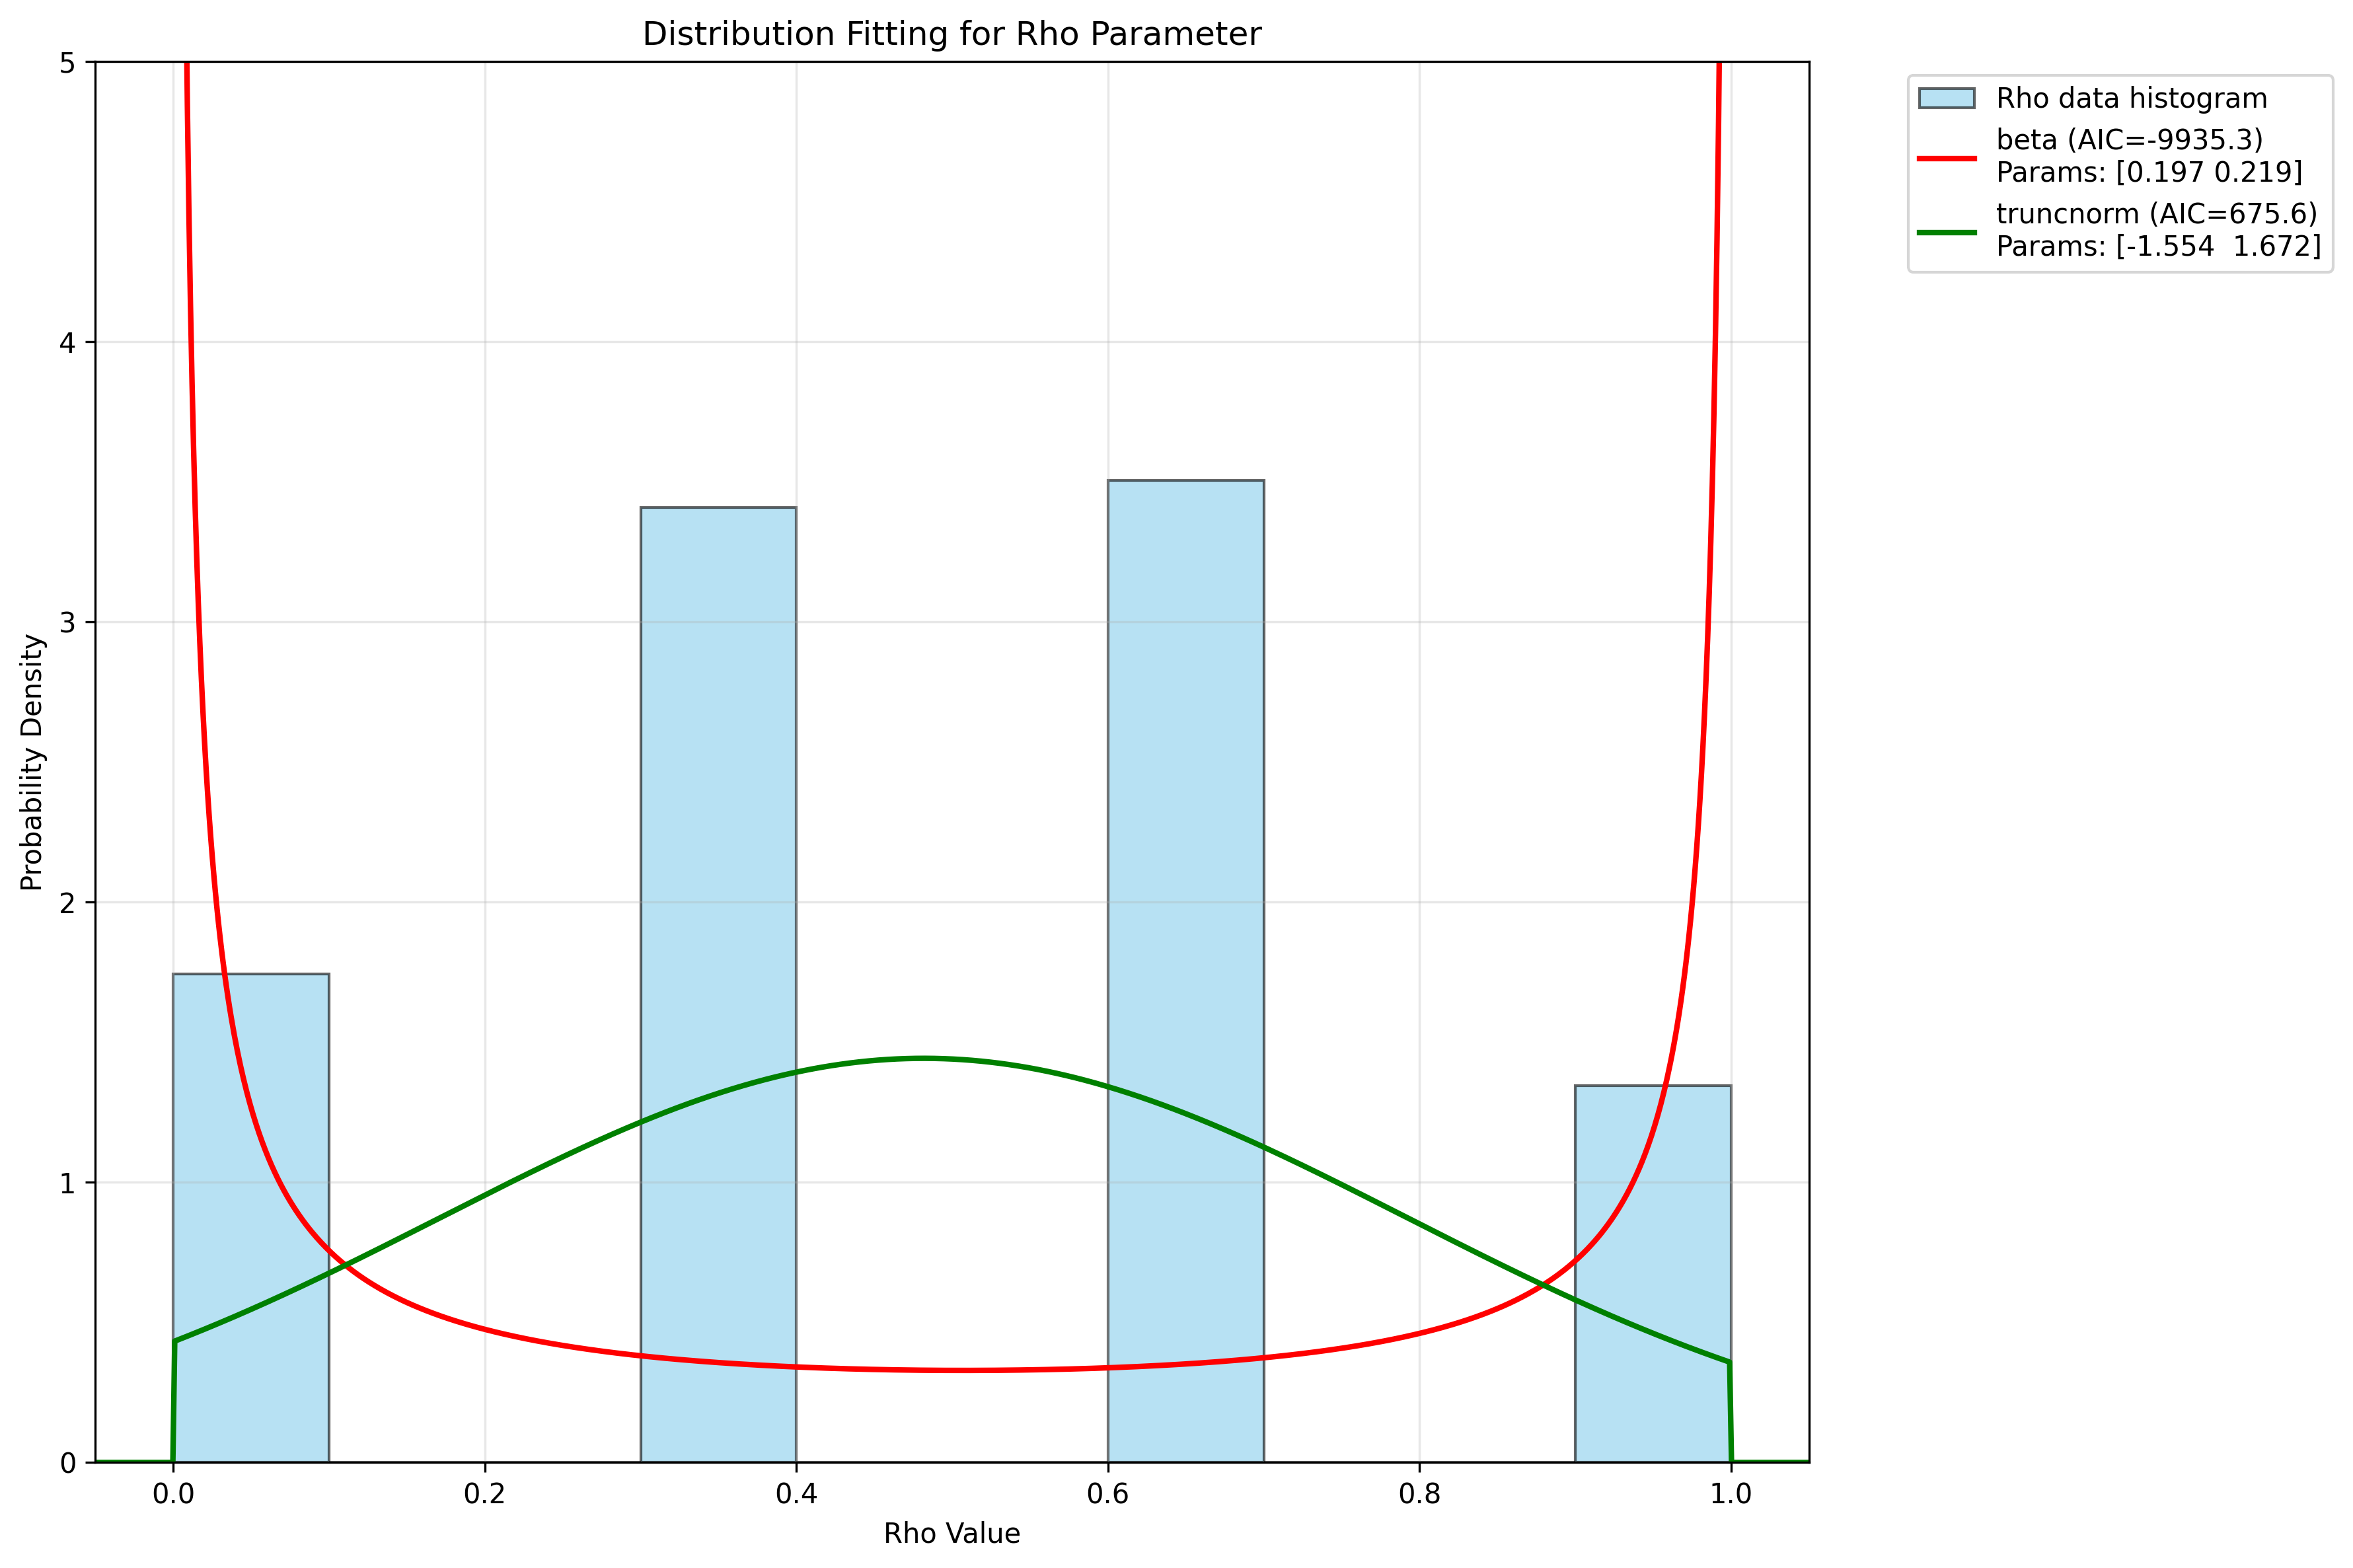 Distribution Fitting for Rho Parameter
5
4
3
2
1
0
Probability Density
0.0 0.2 0.4 0.6 0.8 1.0
Rho Value
Rho data histogram
beta (AIC=-9935.3)
Params: [0.197 0.219]
truncnorm (AIC=675.6)
Params: [-1.554  1.672]